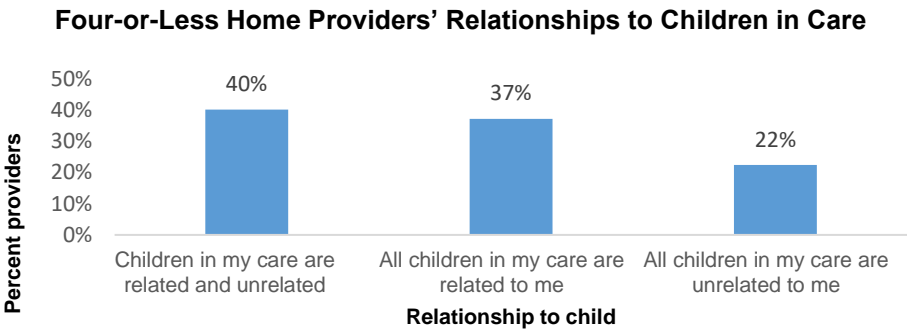 Four-or-Less Home Providers’ Relationships to Children in Care
Percent providers
50%
40%
30%
20%
10%
0%
40%
37%
22%
Children in my care are
related and unrelated
All children in my care are
related to me
All children in my care are
unrelated to me
Relationship to child